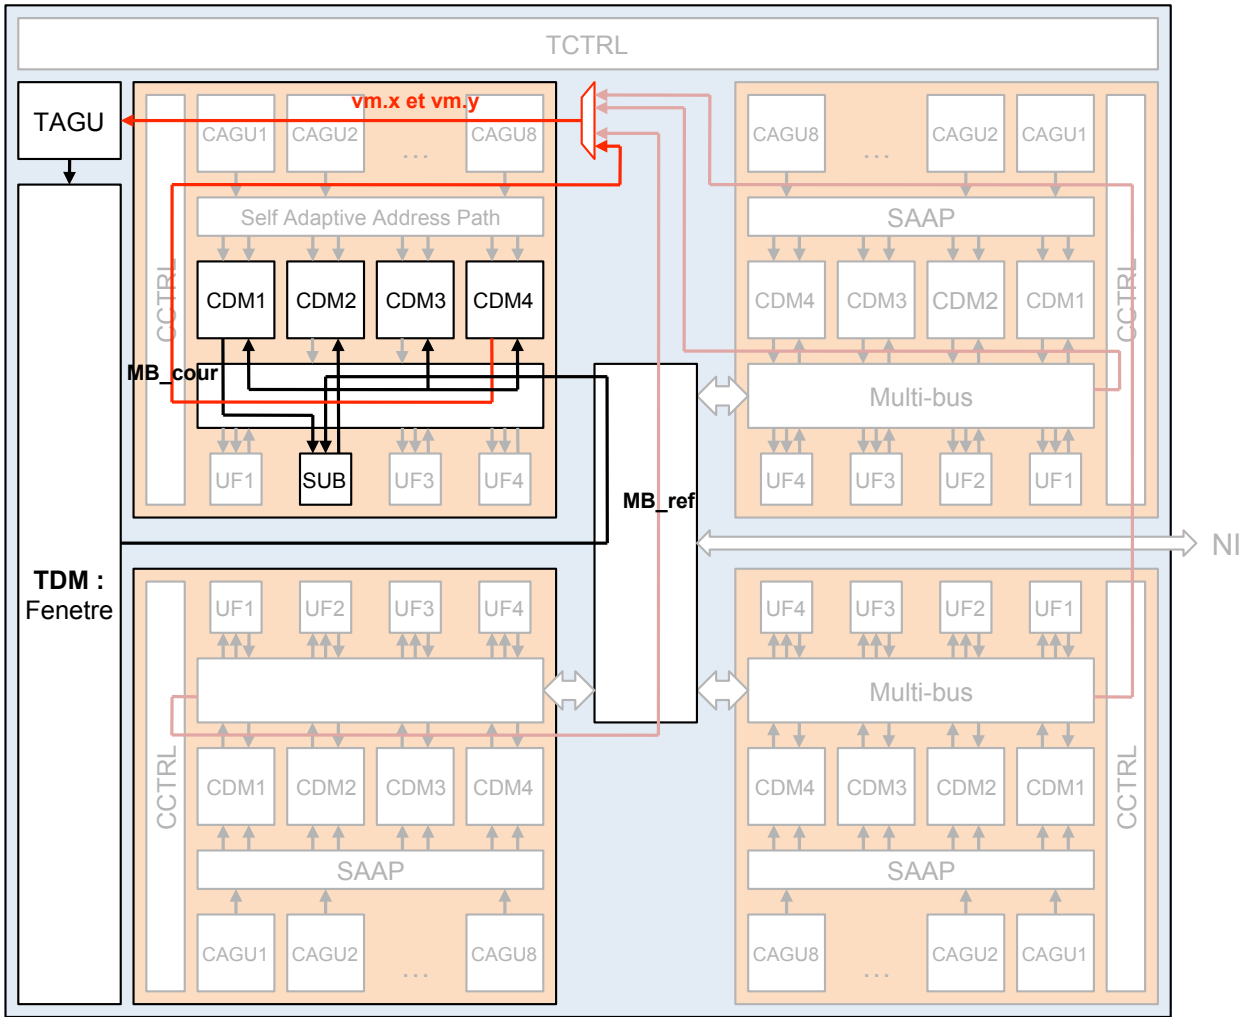 TCTRL
TAGU
vm.x et vm.y
CCTRL
CAGU1
CAGU2
...
CAGU8
Self Adaptive Address Path
CDM1
CDM2
CDM3
CDM4
MB_cour
UF1
SUB
UF3
UF4
CAGU8
...
CAGU2
CAGU1
SAAP
CDM4
CDM3
CDM2
CDM1
CCTRL
Multi-bus
UF4
UF3
UF2
UF1
MB_ref
NI
TDM :
Fenetre
UF1
UF2
UF3
UF4
CCTRL
CDM1
CDM2
CDM3
CDM4
SAAP
CAGU1
CAGU2
...
CAGU8
UF4
UF3
UF2
UF1
Multi-bus
CCTRL
CDM4
CDM3
CDM2
CDM1
SAAP
CAGU8
...
CAGU2
CAGU1